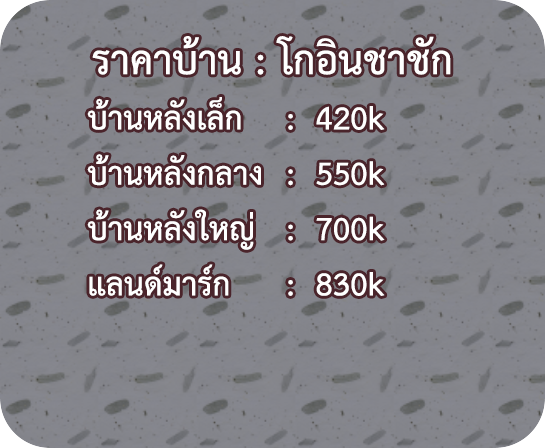 ราคาบ้าน : โกอินชาชัก
บ้านหลังเล็ก : 420k
บ้านหลังกลาง : 550k
บ้านหลังใหญ่ : 700k
แลนด์มาร์ก : 830k